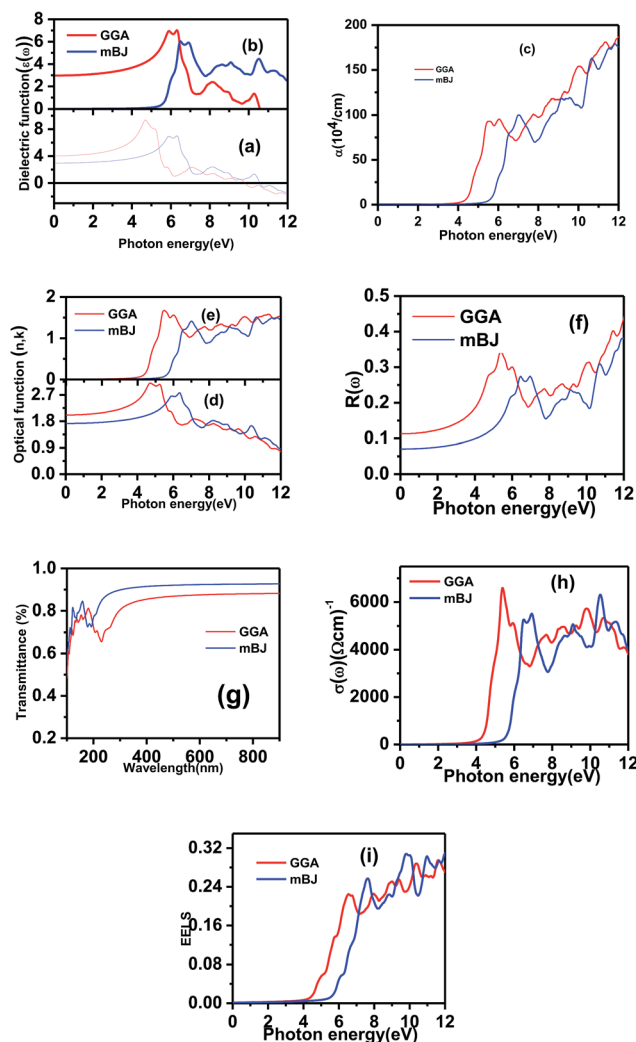 Dielectric function(ε(ω))
9
6
3
0
GGA
mBJ
(b)
8
4
0
(a)
0 2 4 6 8 10 12
Photon energy(eV)
α(10⁴/cm)
200
150
100
50
0
(c)
GGA
mBJ
0 2 4 6 8 10 12
Photon energy(eV)
Optical function (n,k)
2
1
0
GGA
mBJ
(e)
2.7
1.8
0.9
0.0
(d)
0 2 4 6 8 10 12
Photon energy(eV)
R(ω)
0.5
0.4
0.3
0.2
0.1
0.0
GGA
mBJ
(f)
0 2 4 6 8 10 12
Photon energy(eV)
Transmittance (%)
1.0
0.8
0.6
0.4
0.2
GGA
mBJ
(g)
200 400 600 800
Wavelength(nm)
σ(ω)(Ωcm)⁻¹
6000
4000
2000
0
GGA
mBJ
(h)
0 2 4 6 8 10 12
Photon energy(eV)
EELS
0.32
0.24
0.16
0.08
0.00
GGA
mBJ
(i)
0 2 4 6 8 10 12
Photon energy(eV)